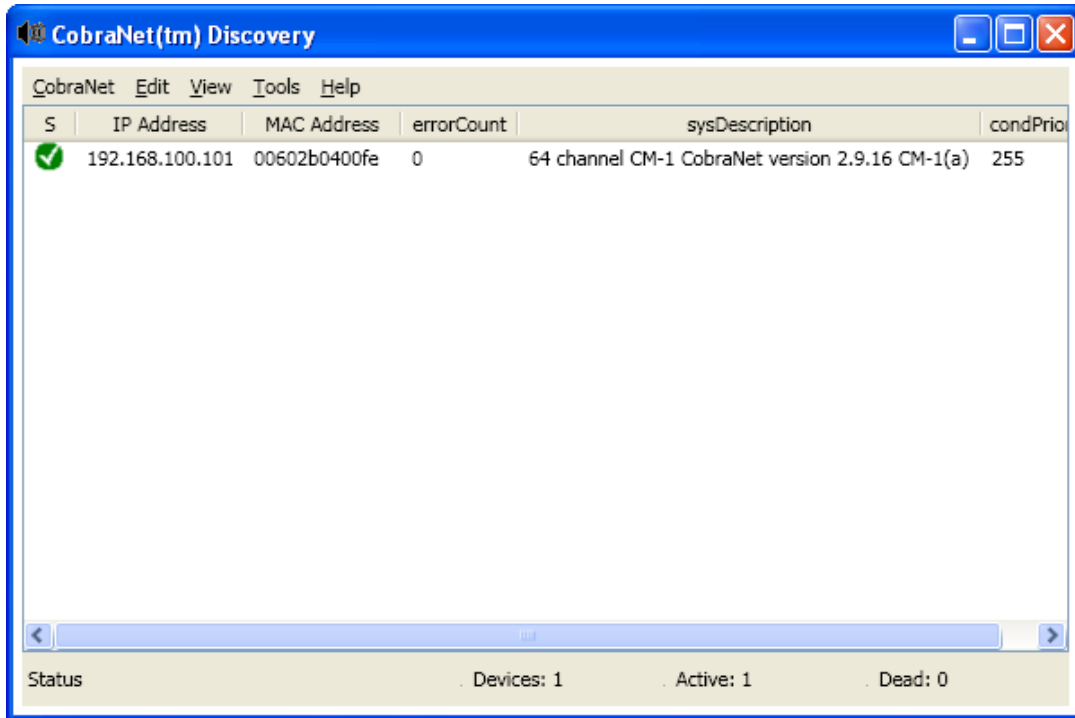 CobraNet(tm) Discovery
CobraNet Edit View Tools Help
S IP Address MAC Address errorCount sysDescription condPrior
192.168.100.101 00602b0400fe 0 64 channel CM-1 CobraNet version 2.9.16 CM-1(a) 255
Status Devices: 1 Active: 1 Dead: 0